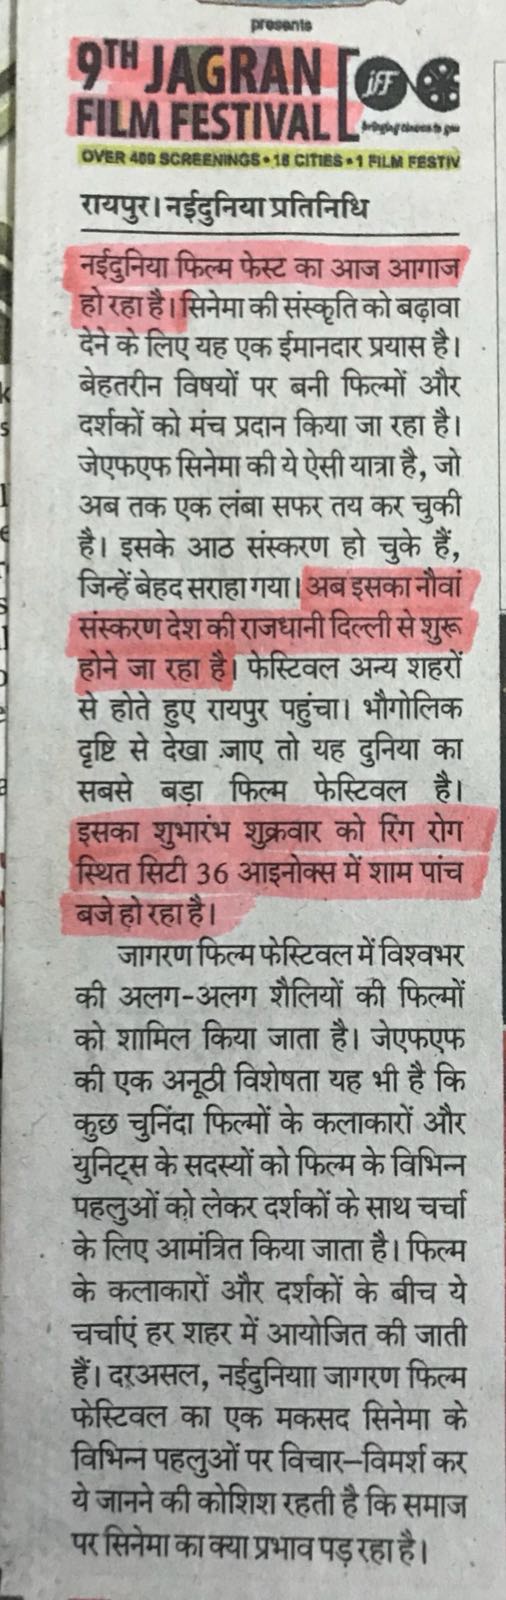 presents
9TH JAGRAN
FILM FESTIVAL
jff
bringing cinema to you
OVER 400 SCREENINGS • 18 CITIES • 1 FILM FESTIV
रायपुर। नईदुनिया प्रतिनिधि
नईदुनिया फिल्म फेस्ट का आज आगाज
हो रहा है। सिनेमा की संस्कृति को बढ़ावा
देने के लिए यह एक ईमानदार प्रयास है।
बेहतरीन विषयों पर बनी फिल्मों और
दर्शकों को मंच प्रदान किया जा रहा है।
जेएफएफ सिनेमा की ये ऐसी यात्रा है, जो
अब तक एक लंबा सफर तय कर चुकी
है। इसके आठ संस्करण हो चुके हैं,
जिन्हें बेहद सराहा गया। अब इसका नौवां
संस्करण देश की राजधानी दिल्ली से शुरू
होने जा रहा है। फेस्टिवल अन्य शहरों
से होते हुए रायपुर पहुंचा। भौगोलिक
दृष्टि से देखा जाए तो यह दुनिया का
सबसे बड़ा फिल्म फेस्टिवल है।
इसका शुभारंभ शुक्रवार को रिंग रोग
स्थित सिटी 36 आइनोक्स में शाम पांच
बजे हो रहा है।
जागरण फिल्म फेस्टिवल में विश्वभर
की अलग-अलग शैलियों की फिल्मों
को शामिल किया जाता है। जेएफएफ
की एक अनूठी विशेषता यह भी है कि
कुछ चुनिंदा फिल्मों के कलाकारों और
युनिट्स के सदस्यों को फिल्म के विभिन्न
पहलुओं को लेकर दर्शकों के साथ चर्चा
के लिए आमंत्रित किया जाता है। फिल्म
के कलाकारों और दर्शकों के बीच ये
चर्चाएं हर शहर में आयोजित की जाती
हैं। दरअसल, नईदुनियाा जागरण फिल्म
फेस्टिवल का एक मकसद सिनेमा के
विभिन्न पहलुओं पर विचार–विमर्श कर
ये जानने की कोशिश रहती है कि समाज
पर सिनेमा का क्या प्रभाव पड़ रहा है।